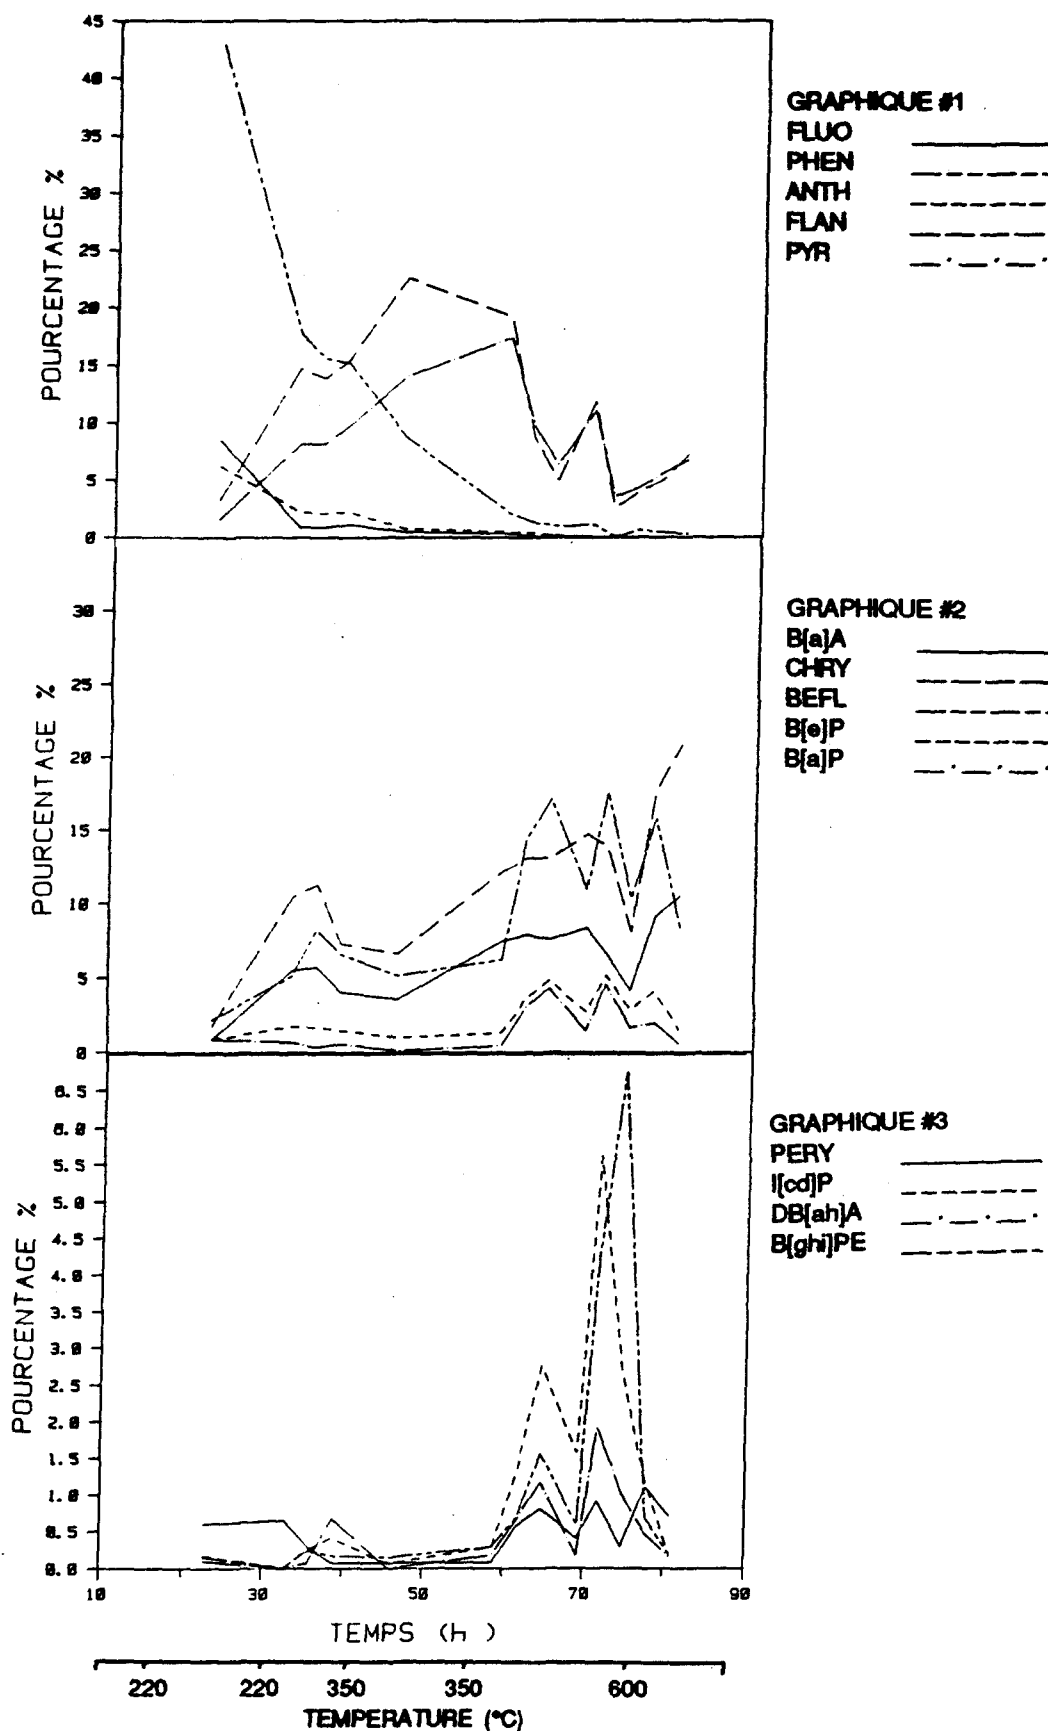 45
40
35
30
25
20
15
10
5
0
POURCENTAGE %
GRAPHIQUE #1
FLUO
PHEN
ANTH
FLAN
PYR
30
25
20
15
10
5
0
POURCENTAGE %
GRAPHIQUE #2
B[a]A
CHRY
BEFL
B[e]P
B[a]P
6.5
6.0
5.5
5.0
4.5
4.0
3.5
3.0
2.5
2.0
1.5
1.0
0.5
0.0
POURCENTAGE %
GRAPHIQUE #3
PERY
I[cd]P
DB[ah]A
B[ghi]PE
10 30 50 70 90
TEMPS (h )
220 220 350 350 600
TEMPERATURE (°C)